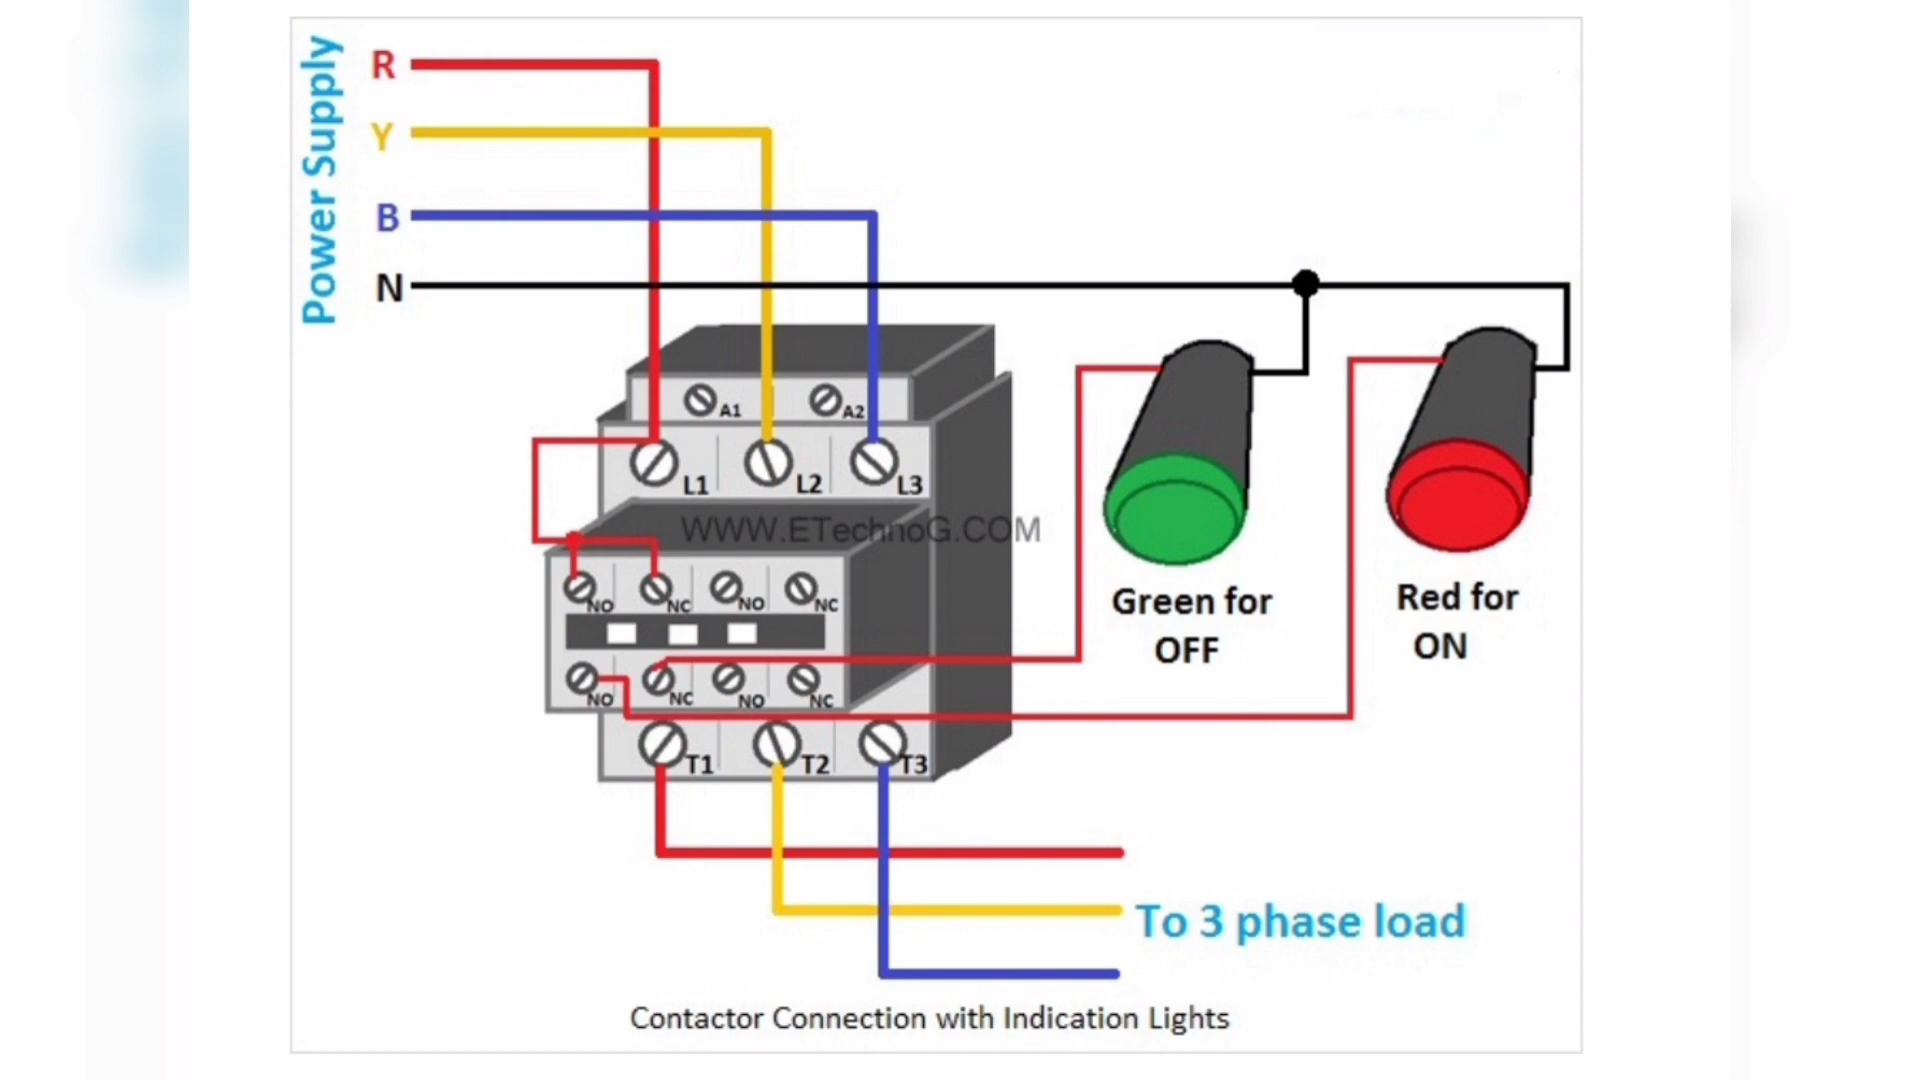 Power Supply
R
Y
B
N
A1
A2
L1
L2
L3
WWW.ETechnoG.COM
NO
NC
NO
NC
NO
NC
NO
NC
T1
T2
T3
Green for
OFF
Red for
ON
To 3 phase load
Contactor Connection with Indication Lights